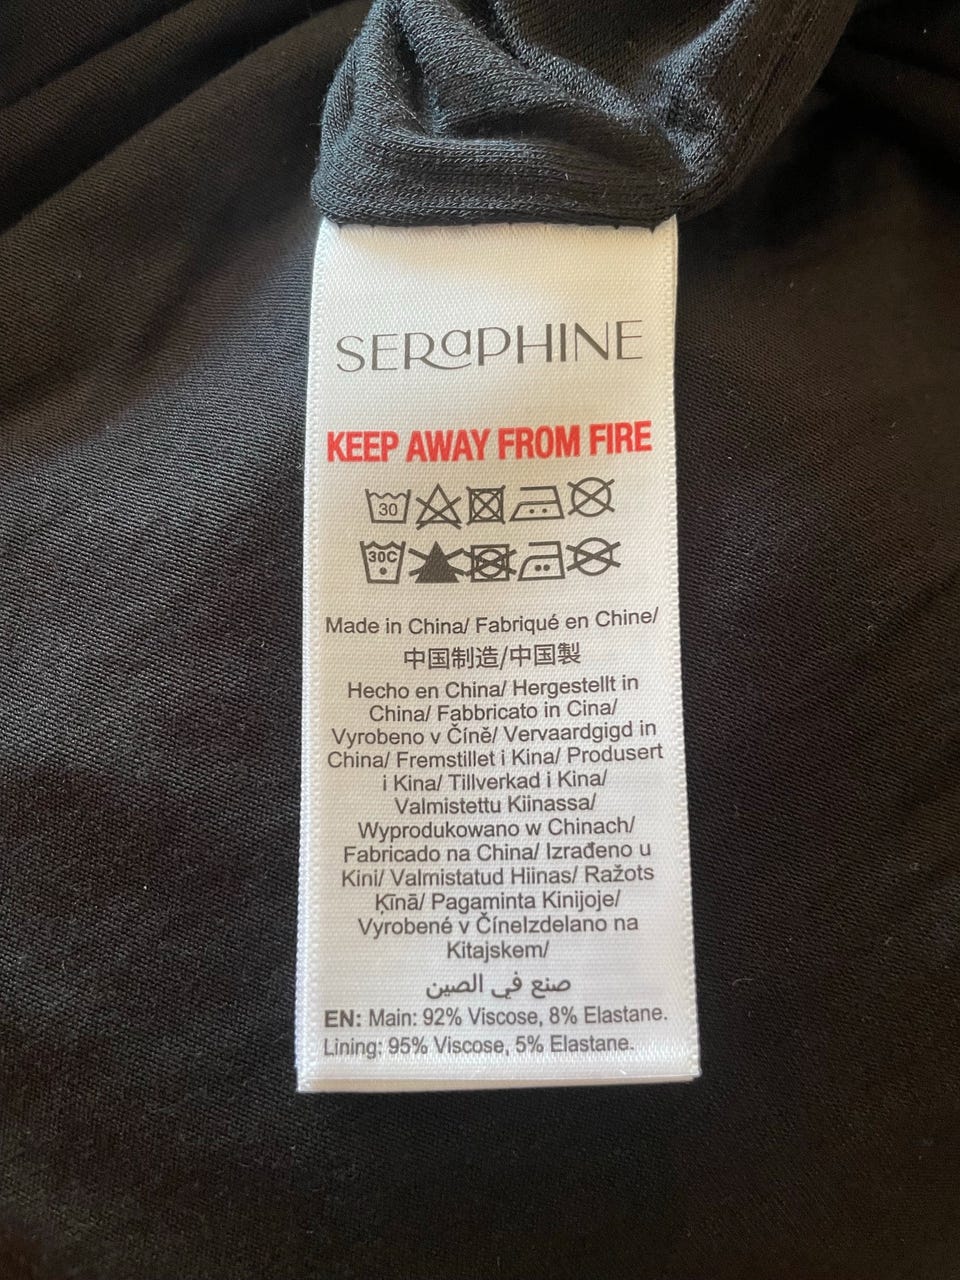 SERaPHINE
KEEP AWAY FROM FIRE
30
30C
Made in China/ Fabriqué en Chine/
中国制造/中国製
Hecho en China/ Hergestellt in
China/ Fabbricato in Cina/
Vyrobeno v Číně/ Vervaardgigd in
China/ Fremstillet i Kina/ Produsert
i Kina/ Tillverkad i Kina/
Valmistettu Kiinassa/
Wyprodukowano w Chinach/
Fabricado na China/ Izrađeno u
Kini/ Valmistatud Hiinas/ Ražots
Ķīnā/ Pagaminta Kinijoje/
Vyrobené v ČíneIzdelano na
Kitajskem/
صنع في الصين
EN: Main: 92% Viscose, 8% Elastane.
Lining: 95% Viscose, 5% Elastane.